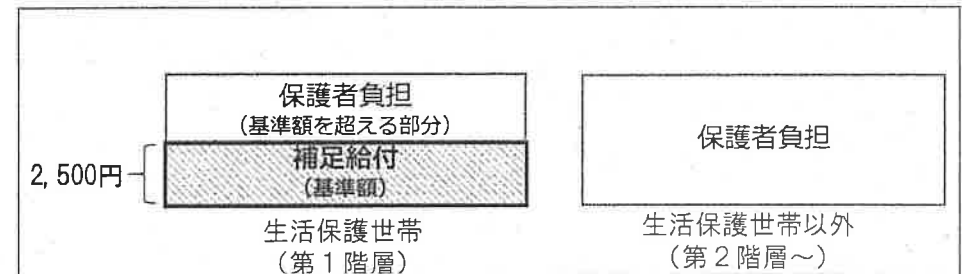 保護者負担
(基準額を超える部分)
2,500円
補足給付
(基準額)
生活保護世帯
(第1階層)
保護者負担
生活保護世帯以外
(第2階層～)